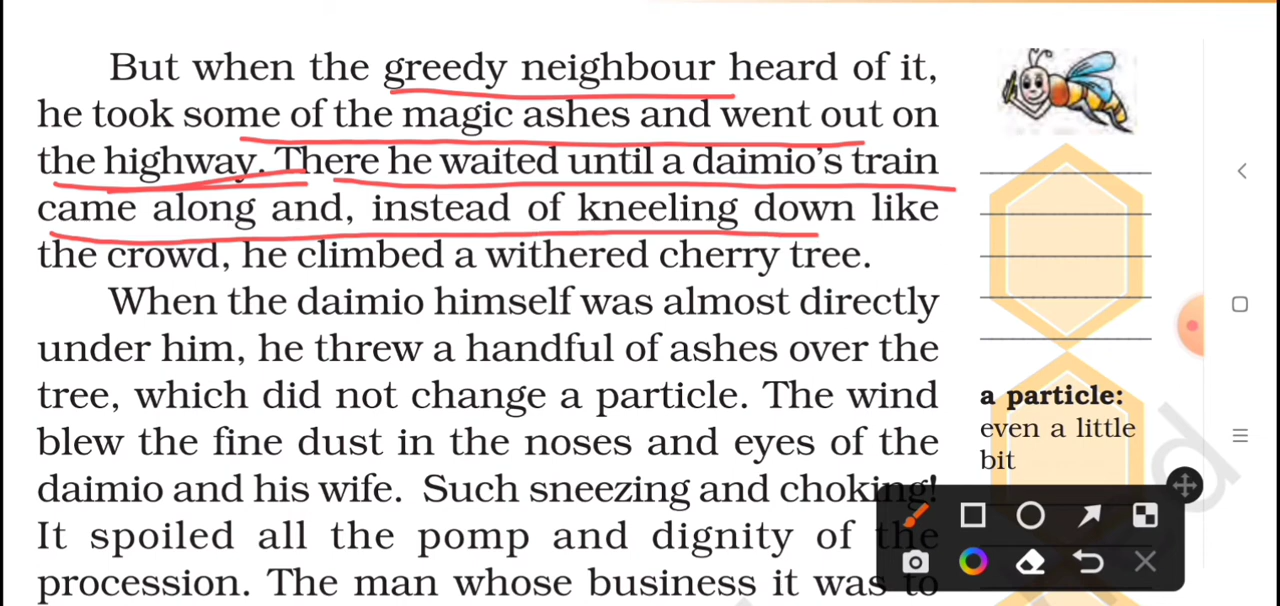 But when the greedy neighbour heard of it,
he took some of the magic ashes and went out on
the highway. There he waited until a daimio's train
came along and, instead of kneeling down like
the crowd, he climbed a withered cherry tree.
When the daimio himself was almost directly
under him, he threw a handful of ashes over the
tree, which did not change a particle. The wind
blew the fine dust in the noses and eyes of the
daimio and his wife. Such sneezing and choking!
It spoiled all the pomp and dignity of the
procession. The man whose business it was to
a particle:
even a little
bit